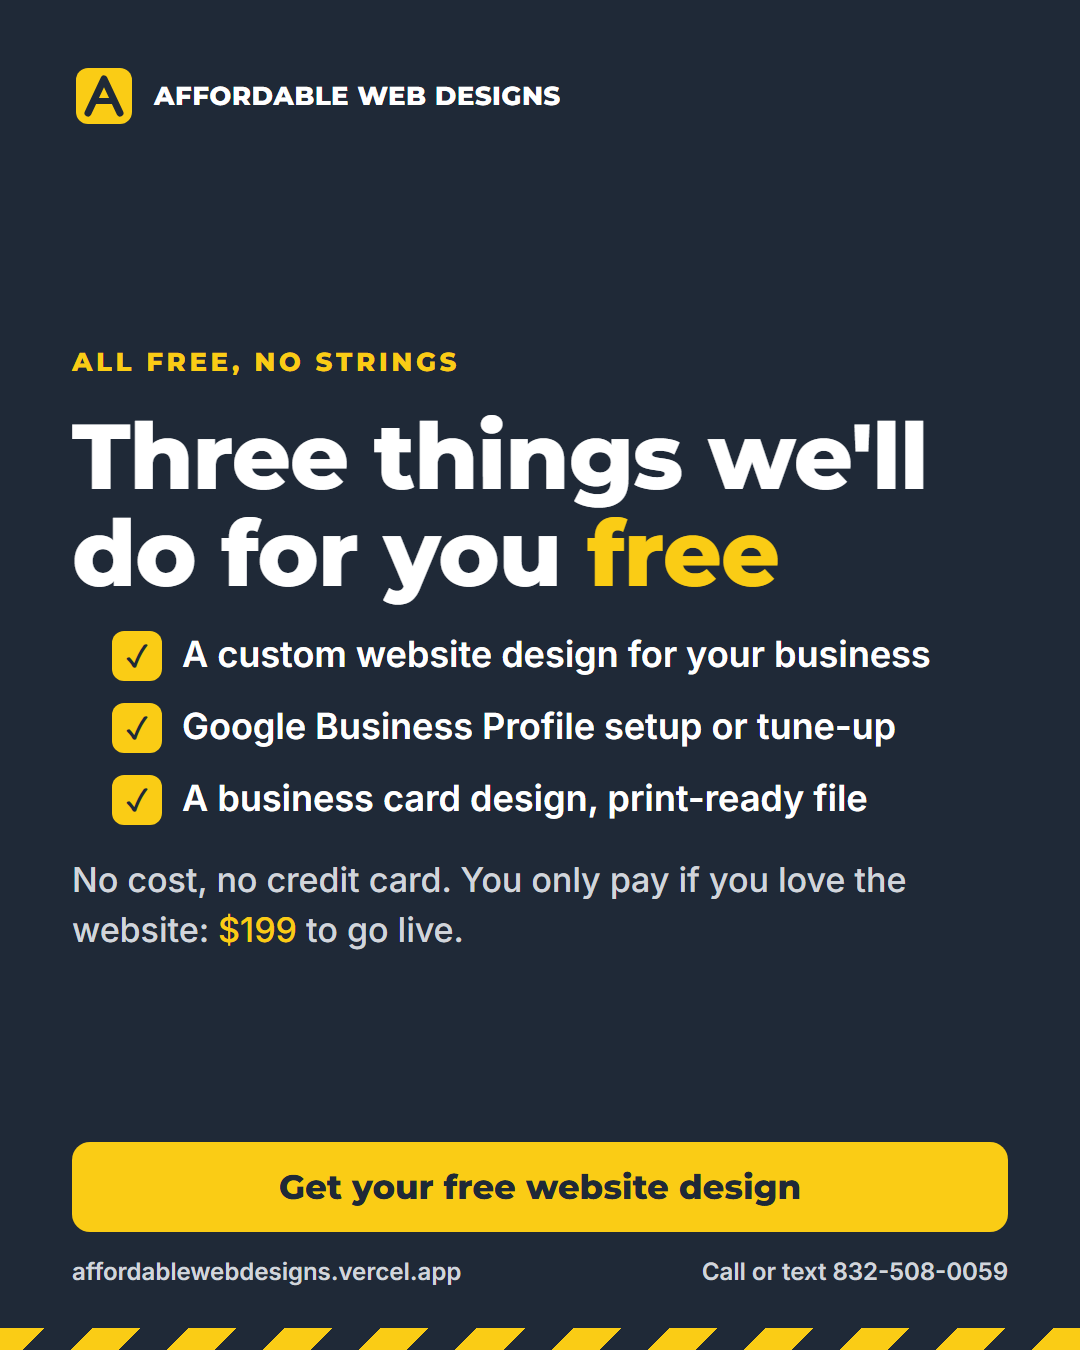 A AFFORDABLE WEB DESIGNS
ALL FREE, NO STRINGS
Three things we'll
do for you free
✓ A custom website design for your business
✓ Google Business Profile setup or tune-up
✓ A business card design, print-ready file
No cost, no credit card. You only pay if you love the
website: $199 to go live.
Get your free website design
affordablewebdesigns.vercel.app
Call or text 832-508-0059